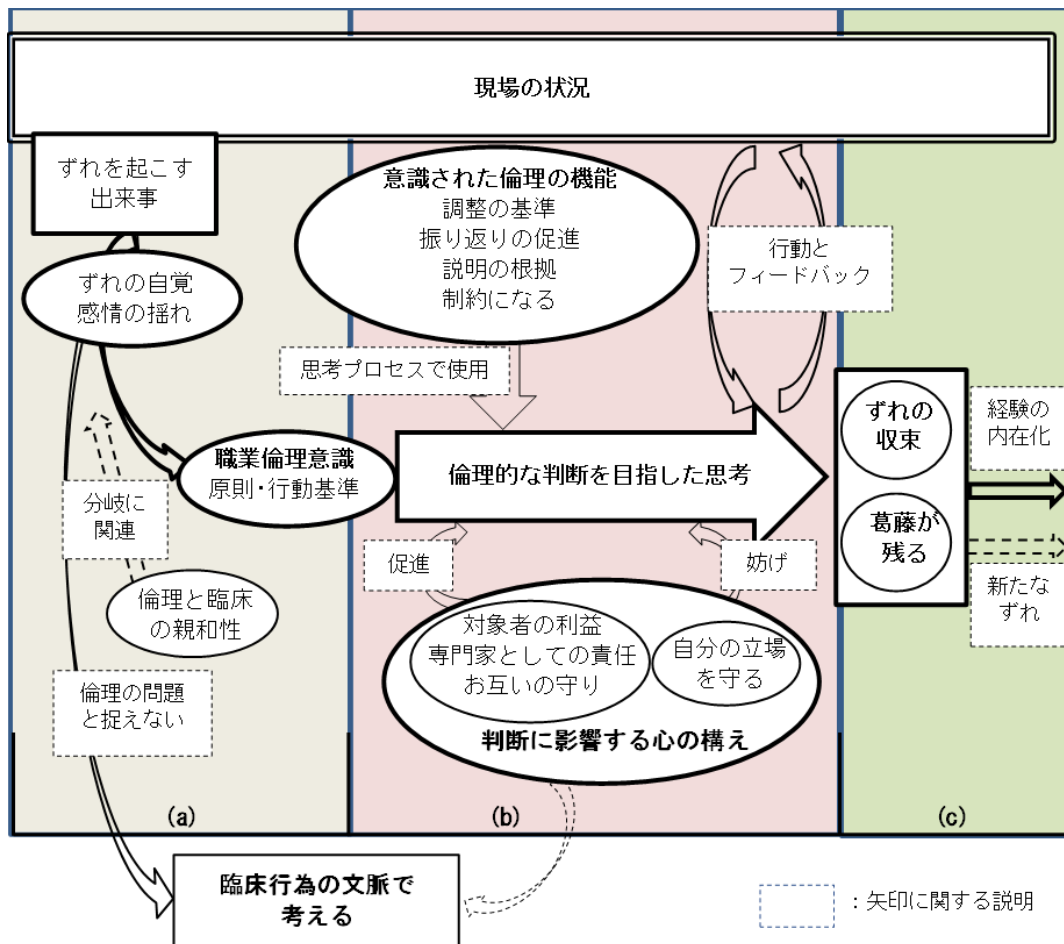 現場の状況
ずれを起こす
出来事
ずれの自覚
感情の揺れ
意識された倫理の機能
調整の基準
振り返りの促進
説明の根拠
制約になる
行動と
フィードバック
思考プロセスで使用
職業倫理意識
原則・行動基準
倫理的な判断を目指した思考
ずれの
収束
葛藤が
残る
経験の
内在化
新たな
ずれ
分岐に
関連
倫理と臨床
の親和性
倫理の問題
と捉えない
促進
妨げ
対象者の利益
専門家としての責任
お互いの守り
自分の立場
を守る
判断に影響する心の構え
(a)
(b)
(c)
臨床行為の文脈で
考える
：矢印に関する説明